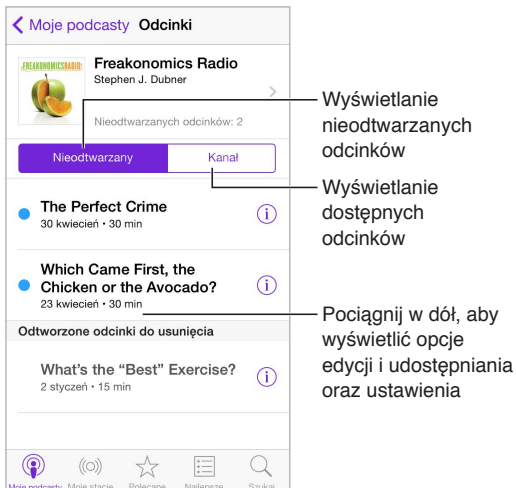 Moje podcasty Odcinki
FREAKONOMICSRADIO
Freakonomics Radio
Stephen J. Dubner
Nieodtwarzanych odcinków: 2
Nieodtwarzany Kanał
The Perfect Crime
30 kwiecień • 30 min
Which Came First, the
Chicken or the Avocado?
23 kwiecień • 30 min
Odtworzone odcinki do usunięcia
What's the “Best” Exercise?
2 styczeń • 15 min
Moje podcasty Moje stacje Polecane Najlepsze Szukaj
Wyświetlanie
nieodtwarzanych
odcinków
Wyświetlanie
dostępnych
odcinków
Pociągnij w dół, aby
wyświetlić opcje
edycji i udostępniania
oraz ustawienia